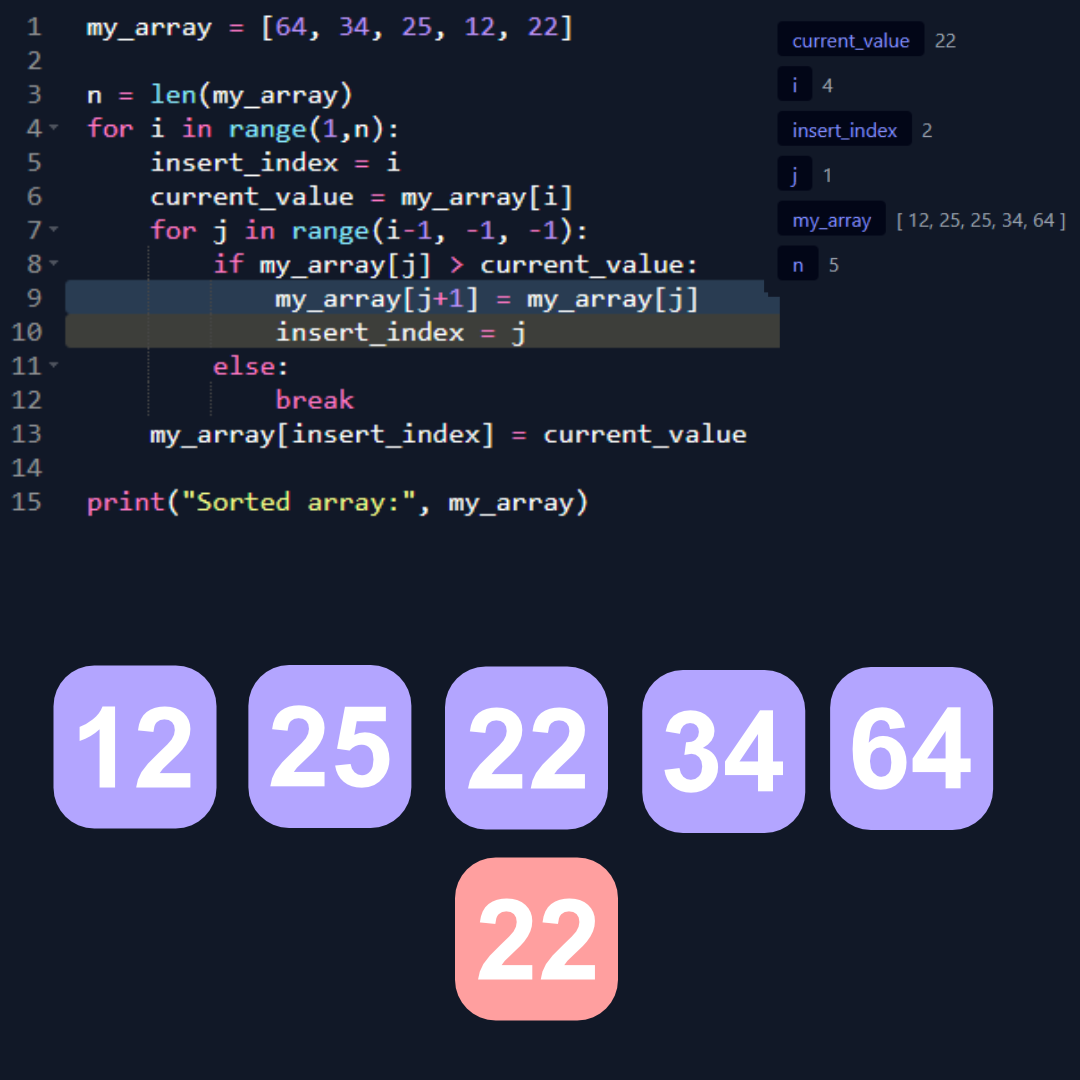 1 my_array = [64, 34, 25, 12, 22]
2
3 n = len(my_array)
4 for i in range(1,n):
5 insert_index = i
6 current_value = my_array[i]
7 for j in range(i-1, -1, -1):
8 if my_array[j] > current_value:
9 my_array[j+1] = my_array[j]
10 insert_index = j
11 else:
12 break
13 my_array[insert_index] = current_value
14
15 print("Sorted array:", my_array)
current_value 22
i 4
insert_index 2
j 1
my_array [ 12, 25, 25, 34, 64 ]
n 5
12 25 22 34 64
22